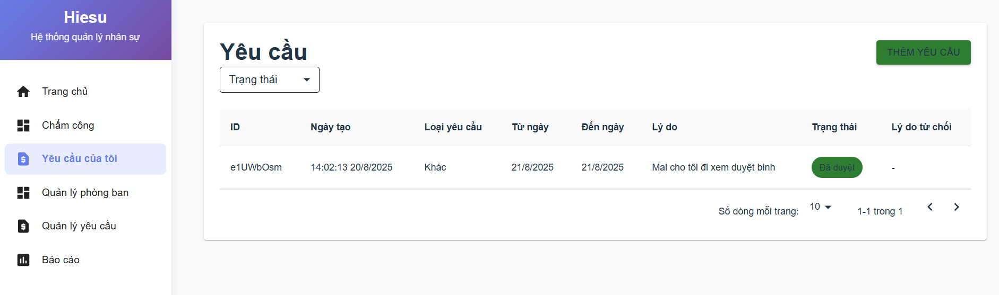 Hiesu
Hệ thống quản lý nhân sự
Trang chủ
Chấm công
Yêu cầu của tôi
Quản lý phòng ban
Quản lý yêu cầu
Báo cáo
Yêu cầu
THÊM YÊU CẦU
Trạng thái
ID Ngày tạo Loại yêu cầu Từ ngày Đến ngày Lý do Trạng thái Lý do từ chối
e1UWbOsm 14:02:13 20/8/2025 Khác 21/8/2025 21/8/2025 Mai cho tôi đi xem duyệt binh Đã duyệt -
Số dòng mỗi trang: 10 1-1 trong 1